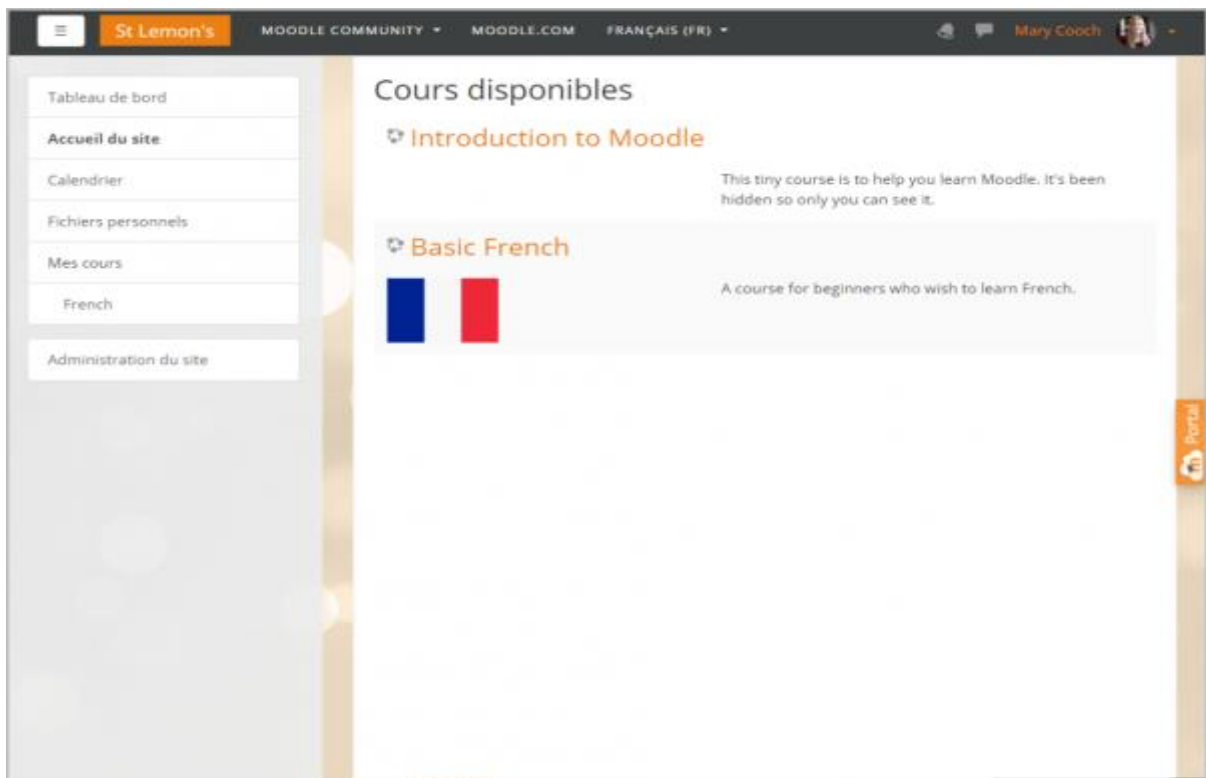 St Lemon's
MOODLE COMMUNITY
MOODLE.COM
FRANÇAIS (FR)
Mary Cooch
Tableau de bord
Accueil du site
Calendrier
Fichiers personnels
Mes cours
French
Administration du site
Cours disponibles
Introduction to Moodle
This tiny course is to help you learn Moodle. It's been
hidden so only you can see it.
Basic French
A course for beginners who wish to learn French.
Portal